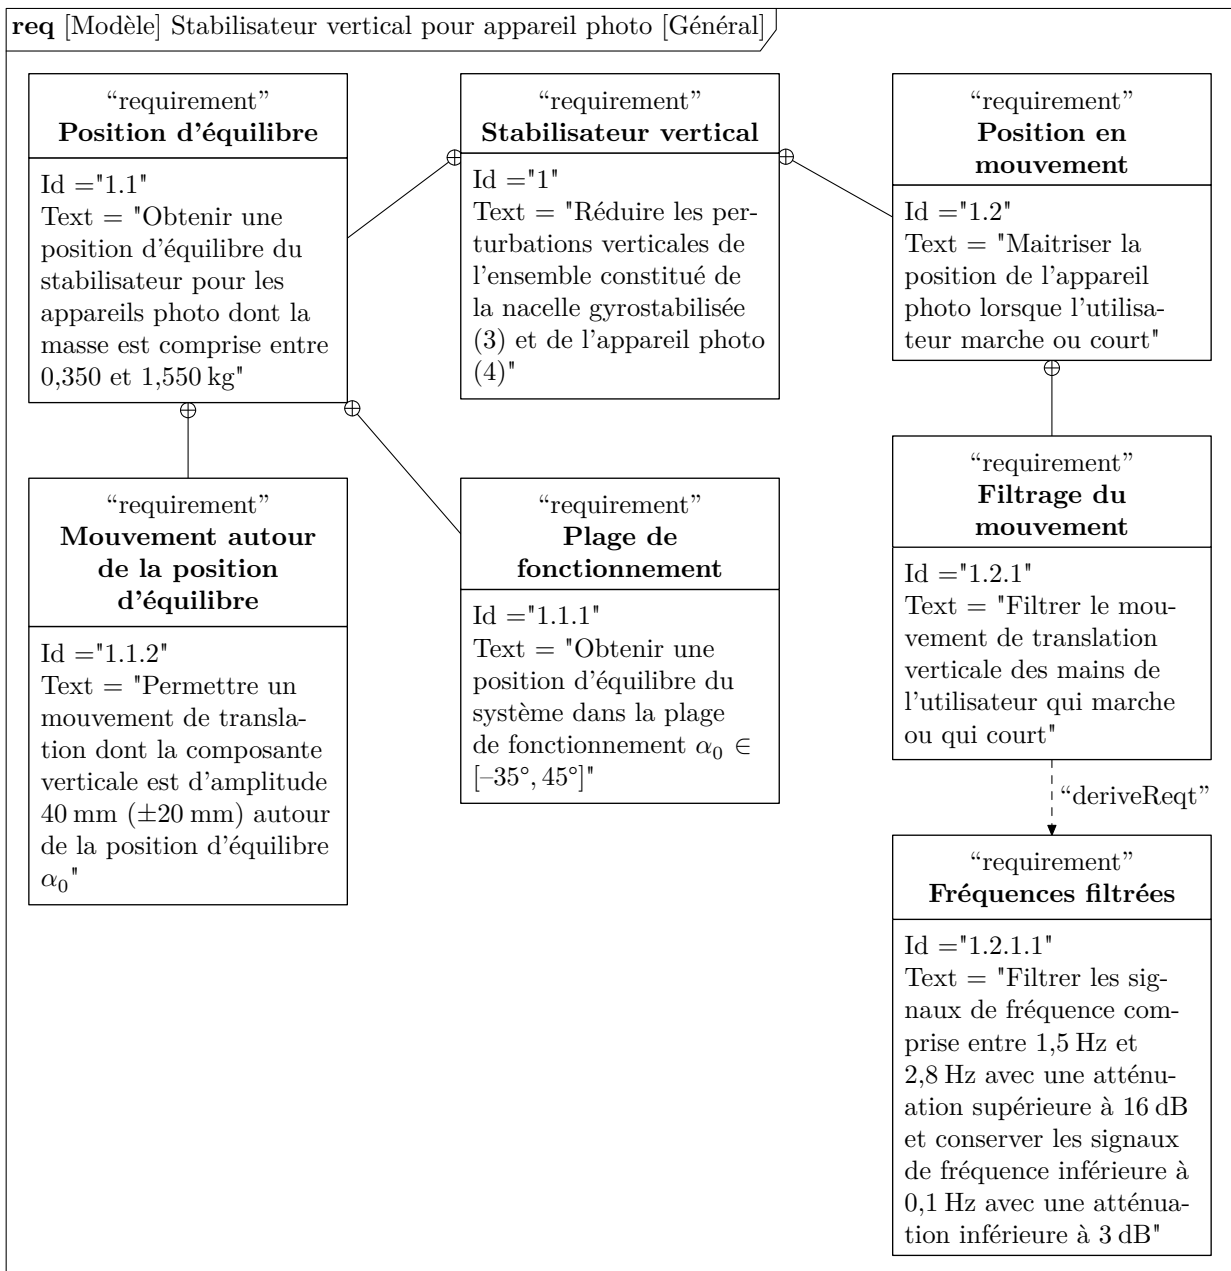 req [Modèle] Stabilisateur vertical pour appareil photo [Général]
“requirement”
Position d'équilibre
Id ="1.1"
Text = "Obtenir une
position d'équilibre du
stabilisateur pour les
appareils photo dont la
masse est comprise entre
0,350 et 1,550 kg"
“requirement”
Stabilisateur vertical
Id ="1"
Text = "Réduire les per-
turbations verticales de
l'ensemble constitué de
la nacelle gyrostabilisée
(3) et de l'appareil photo
(4)"
“requirement”
Position en
mouvement
Id ="1.2"
Text = "Maitriser la
position de l'appareil
photo lorsque l'utilisa-
teur marche ou court"
“requirement”
Mouvement autour
de la position
d'équilibre
Id ="1.1.2"
Text = "Permettre un
mouvement de transla-
tion dont la composante
verticale est d'amplitude
40 mm (±20 mm) autour
de la position d'équilibre
α₀"
“requirement”
Plage de
fonctionnement
Id ="1.1.1"
Text = "Obtenir une
position d'équilibre du
système dans la plage
de fonctionnement α₀ ∈
[–35°, 45°]"
“requirement”
Filtrage du
mouvement
Id ="1.2.1"
Text = "Filtrer le mou-
vement de translation
verticale des mains de
l'utilisateur qui marche
ou qui court"
“deriveReqt”
“requirement”
Fréquences filtrées
Id ="1.2.1.1"
Text = "Filtrer les sig-
naux de fréquence com-
prise entre 1,5 Hz et
2,8 Hz avec une atténu-
ation supérieure à 16 dB
et conserver les signaux
de fréquence inférieure à
0,1 Hz avec une atténua-
tion inférieure à 3 dB"